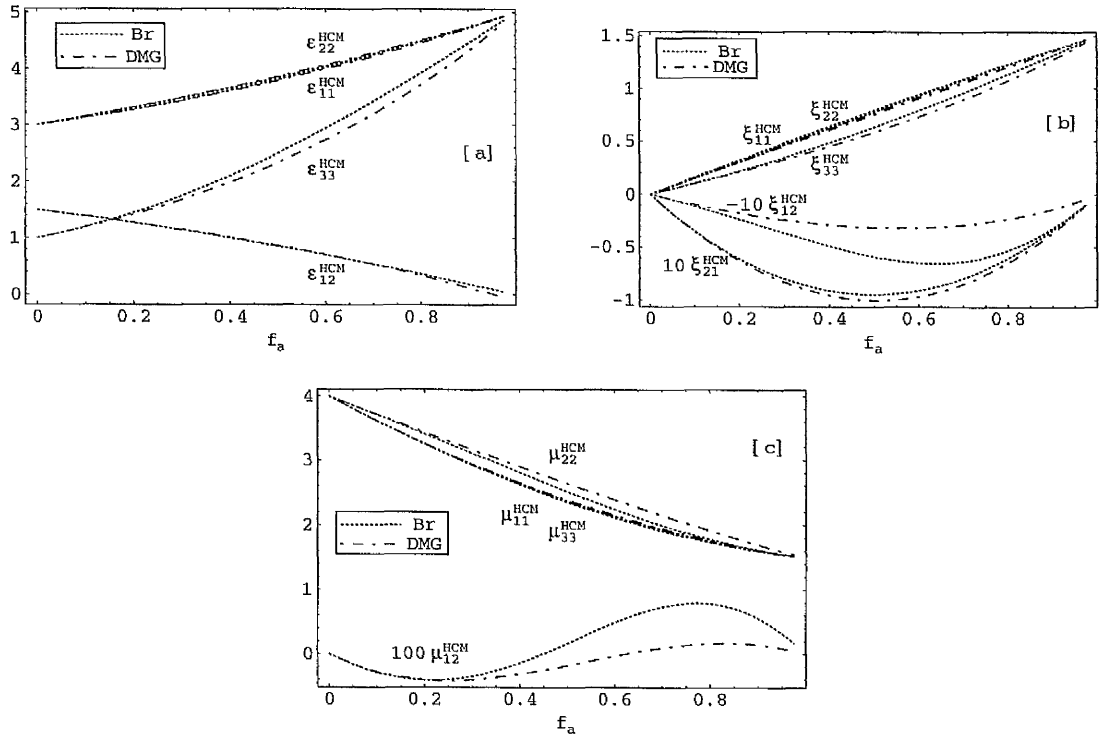 5
4
3
2
1
0
Br
DMG
ε22^HCM
ε11^HCM
ε33^HCM
ε12^HCM
[a]
0 0.2 0.4 0.6 0.8
f_a
1.5
1
0.5
0
-0.5
-1
Br
DMG
ξ22^HCM
ξ11^HCM
ξ33^HCM
-10 ξ12^HCM
10 ξ21^HCM
[b]
0 0.2 0.4 0.6 0.8
f_a
4
3
2
1
0
[c]
μ22^HCM
μ11^HCM
μ33^HCM
Br
DMG
100 μ12^HCM
0 0.2 0.4 0.6 0.8
f_a